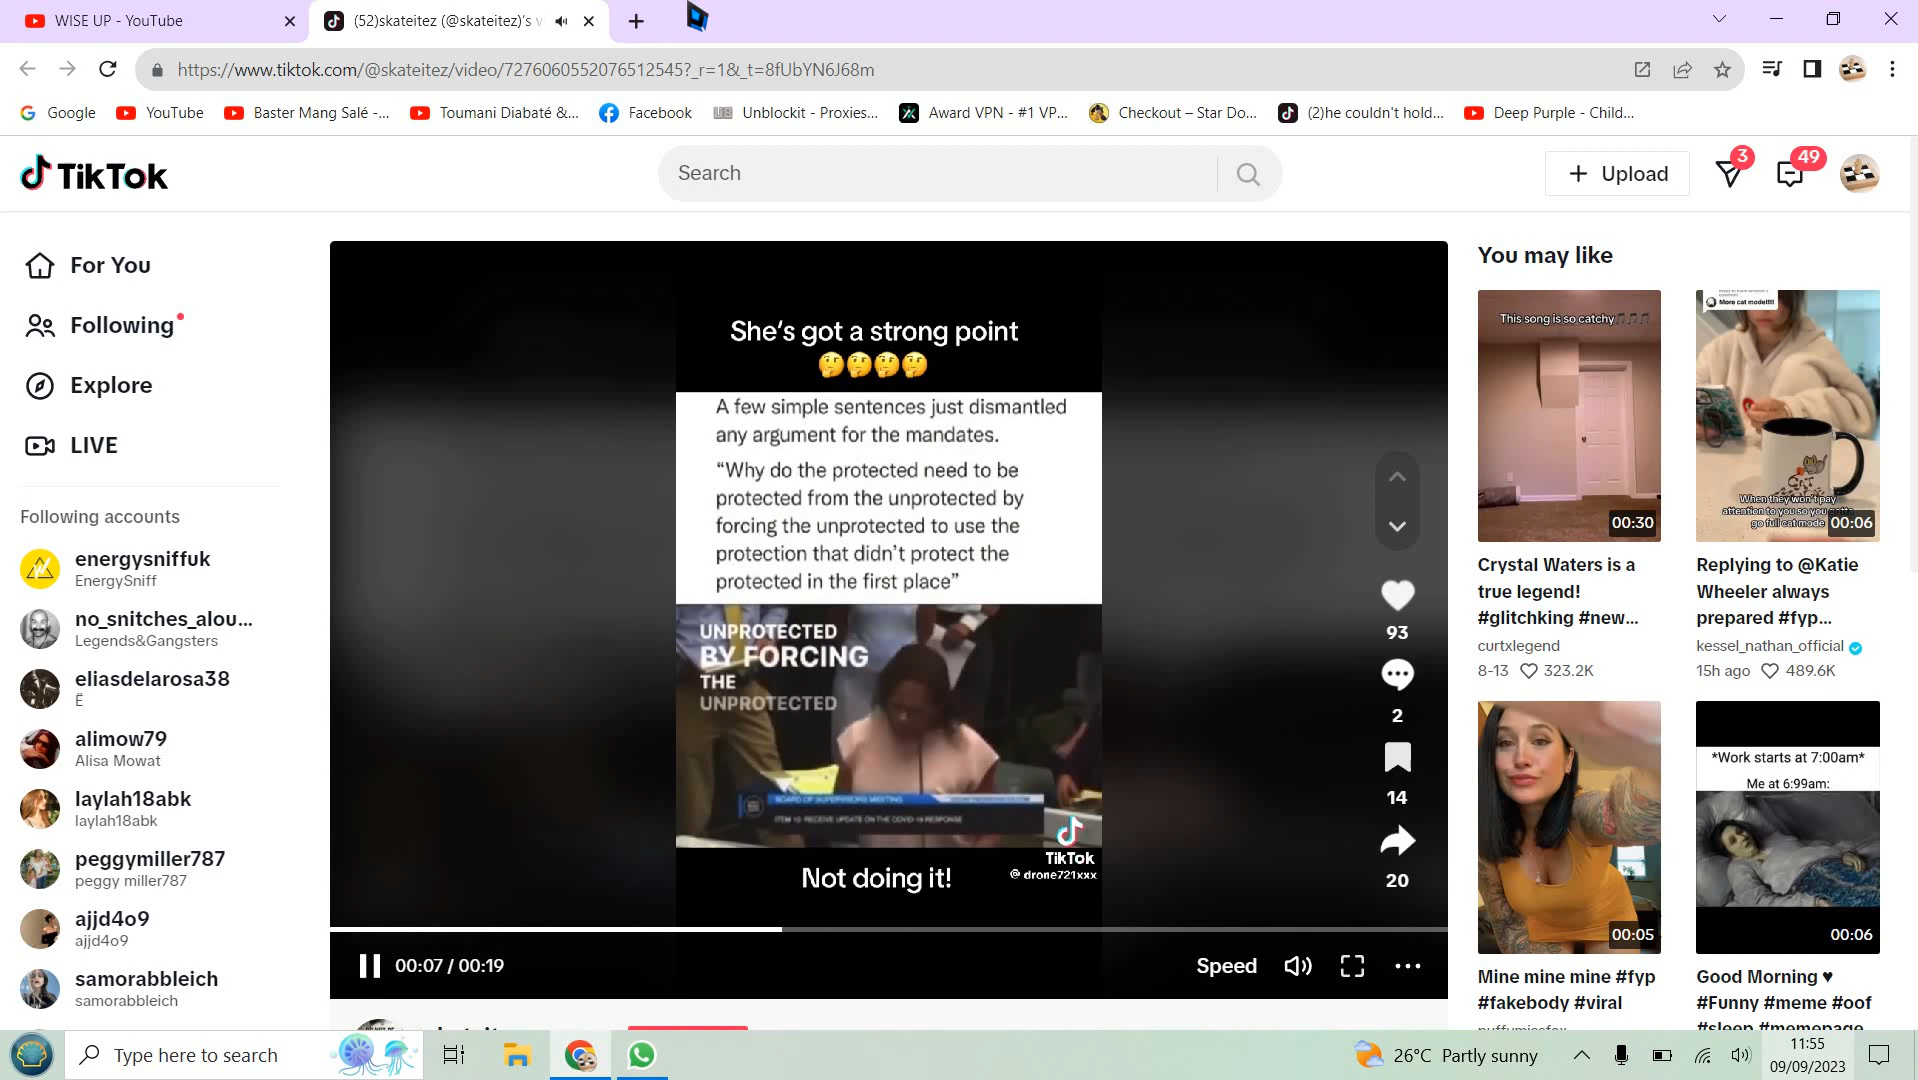 WISE UP - YouTube
(52)skateitez (@skateitez)'s v
https://www.tiktok.com/@skateitez/video/7276060552076512545?_r=1&_t=8fUbYN6J68m
Google
YouTube
Baster Mang Salé -...
Toumani Diabaté &...
Facebook
UB
Unblockit - Proxies...
Award VPN - #1 VP...
Checkout – Star Do...
(2)he couldn't hold...
Deep Purple - Child...
TikTok
Search
Upload
3
49
For You
Following
Explore
LIVE
Following accounts
energysniffuk
EnergySniff
no_snitches_alou...
Legends&Gangsters
eliasdelarosa38
Ë
alimow79
Alisa Mowat
laylah18abk
laylah18abk
peggymiller787
peggy miller787
ajjd4o9
ajjd4o9
samorabbleich
samorabbleich
She's got a strong point
🤔🤔🤔🤔
A few simple sentences just dismantled
any argument for the mandates.
“Why do the protected need to be
protected from the unprotected by
forcing the unprotected to use the
protection that didn't protect the
protected in the first place”
UNPROTECTED
BY FORCING
THE
UNPROTECTED
BOARD OF SUPERVISORS MEETING
ITEM 10: RECEIVE UPDATE ON THE COVID-19 RESPONSE
TikTok
@ drone721xxx
Not doing it!
93
2
14
20
00:07 / 00:19
Speed
You may like
This song is so catchy🎵🎵🎵
00:30
Crystal Waters is a
true legend!
#glitchking #new...
curtxlegend
8-13 323.2K
More cat mode!!!!
When they won't pay
attention to you so you gotta
go full cat mode
00:06
Replying to @Katie
Wheeler always
prepared #fyp...
kessel_nathan_official
15h ago 489.6K
00:05
Mine mine mine #fyp
#fakebody #viral
*Work starts at 7:00am*
Me at 6:99am:
00:06
Good Morning ♥
#Funny #meme #oof
#sleep #memepage
Type here to search
26°C Partly sunny
11:55
09/09/2023